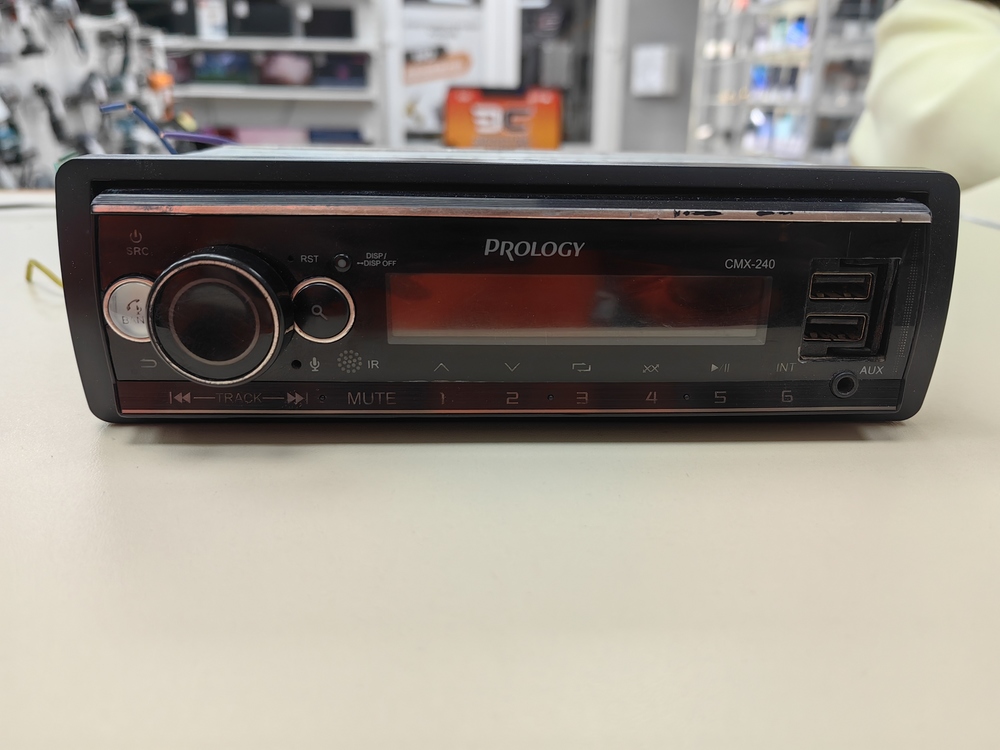 PROLOGY
CMX-240
SRC
RST
DISP /
DISP OFF
IR
AUX
INT
TRACK
MUTE
1
2
3
4
5
6